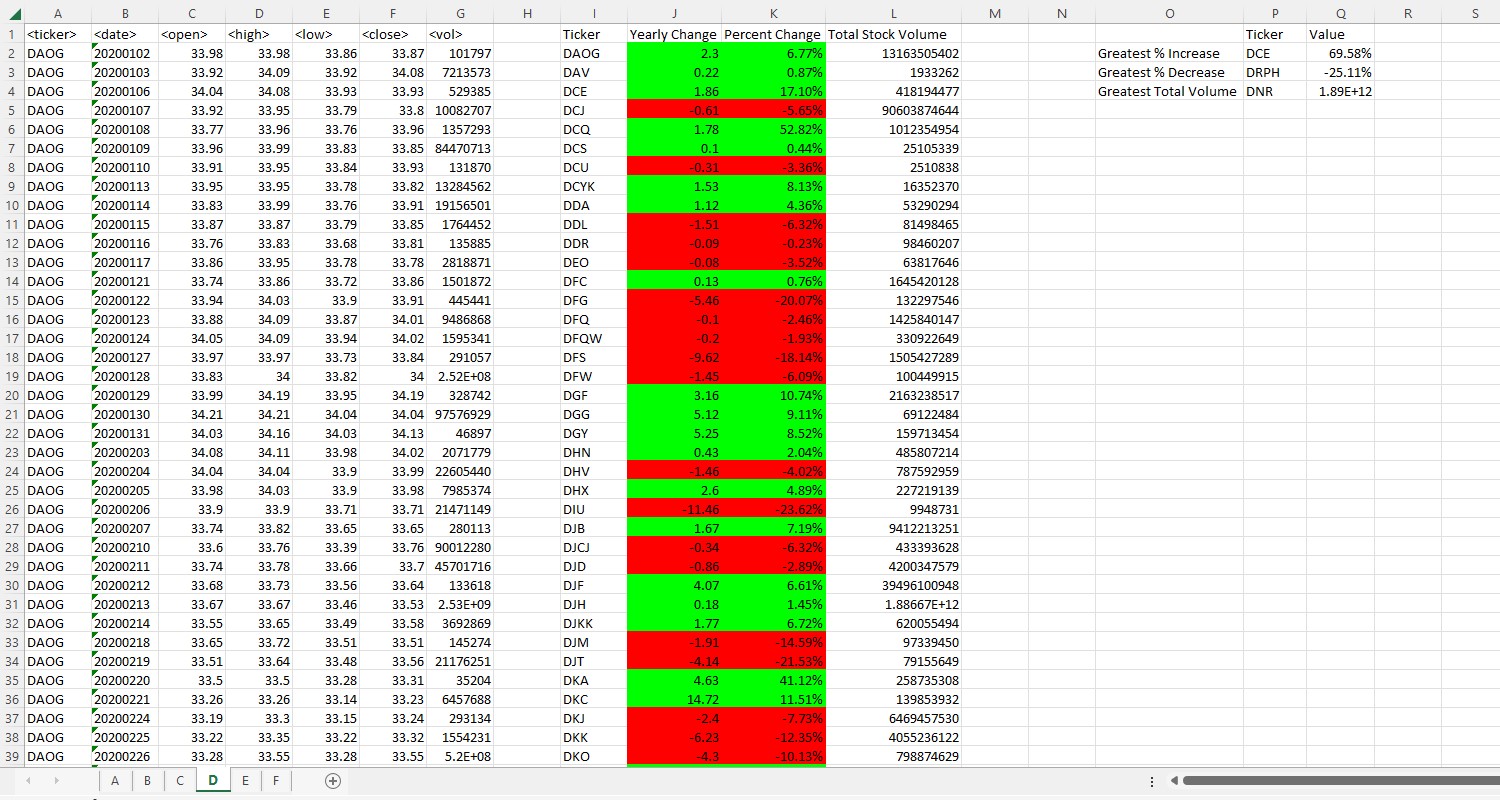 A B C D E F G H I J K L M N O P Q R S
1 <ticker> <date> <open> <high> <low> <close> <vol> Ticker Yearly Change Percent Change Total Stock Volume Ticker Value
2 DAOG 20200102 33.98 33.98 33.86 33.87 101797 DAOG 2.3 6.77% 13163505402 Greatest % Increase DCE 69.58%
3 DAOG 20200103 33.92 34.09 33.92 34.08 7213573 DAV 0.22 0.87% 1933262 Greatest % Decrease DRPH -25.11%
4 DAOG 20200106 34.04 34.08 33.93 33.93 529385 DCE 1.86 17.10% 418194477 Greatest Total Volume DNR 1.89E+12
5 DAOG 20200107 33.92 33.95 33.79 33.8 10082707 DCJ -0.61 -5.65% 90603874644
6 DAOG 20200108 33.77 33.96 33.76 33.96 1357293 DCQ 1.78 52.82% 1012354954
7 DAOG 20200109 33.96 33.99 33.83 33.85 84470713 DCS 0.1 0.44% 25105339
8 DAOG 20200110 33.91 33.95 33.84 33.93 131870 DCU -0.31 -3.36% 2510838
9 DAOG 20200113 33.95 33.95 33.78 33.82 13284562 DCYK 1.53 8.13% 16352370
10 DAOG 20200114 33.83 33.99 33.76 33.91 19156501 DDA 1.12 4.36% 53290294
11 DAOG 20200115 33.87 33.87 33.79 33.85 1764452 DDL -1.51 -6.32% 81498465
12 DAOG 20200116 33.76 33.83 33.68 33.81 135885 DDR -0.09 -0.23% 98460207
13 DAOG 20200117 33.86 33.95 33.78 33.78 2818871 DEO -0.08 -3.52% 63817646
14 DAOG 20200121 33.74 33.86 33.72 33.86 1501872 DFC 0.13 0.76% 1645420128
15 DAOG 20200122 33.94 34.03 33.9 33.91 445441 DFG -5.46 -20.07% 132297546
16 DAOG 20200123 33.88 34.09 33.87 34.01 9486868 DFQ -0.1 -2.46% 1425840147
17 DAOG 20200124 34.05 34.09 33.94 34.02 1595341 DFQW -0.2 -1.93% 330922649
18 DAOG 20200127 33.97 33.97 33.73 33.84 291057 DFS -9.62 -18.14% 1505427289
19 DAOG 20200128 33.83 34 33.82 34 2.52E+08 DFW -1.45 -6.09% 100449915
20 DAOG 20200129 33.99 34.19 33.95 34.19 328742 DGF 3.16 10.74% 2163238517
21 DAOG 20200130 34.21 34.21 34.04 34.04 97576929 DGG 5.12 9.11% 69122484
22 DAOG 20200131 34.03 34.16 34.03 34.13 46897 DGY 5.25 8.52% 159713454
23 DAOG 20200203 34.08 34.11 33.98 34.02 2071779 DHN 0.43 2.04% 485807214
24 DAOG 20200204 34.04 34.04 33.9 33.99 22605440 DHV -1.46 -4.02% 787592959
25 DAOG 20200205 33.98 34.03 33.9 33.98 7985374 DHX 2.6 4.89% 227219139
26 DAOG 20200206 33.9 33.9 33.71 33.71 21471149 DIU -11.46 -23.62% 9948731
27 DAOG 20200207 33.74 33.82 33.65 33.65 280113 DJB 1.67 7.19% 9412213251
28 DAOG 20200210 33.6 33.76 33.39 33.76 90012280 DJCJ -0.34 -6.32% 433393628
29 DAOG 20200211 33.74 33.78 33.66 33.7 45701716 DJD -0.86 -2.89% 4200347579
30 DAOG 20200212 33.68 33.73 33.56 33.64 133618 DJF 4.07 6.61% 39496100948
31 DAOG 20200213 33.67 33.67 33.46 33.53 2.53E+09 DJH 0.18 1.45% 1.88667E+12
32 DAOG 20200214 33.55 33.65 33.49 33.58 3692869 DJKK 1.77 6.72% 620055494
33 DAOG 20200218 33.65 33.72 33.51 33.51 145274 DJM -1.91 -14.59% 97339450
34 DAOG 20200219 33.51 33.64 33.48 33.56 21176251 DJT -4.14 -21.53% 79155649
35 DAOG 20200220 33.5 33.5 33.28 33.31 35204 DKA 4.63 41.12% 258735308
36 DAOG 20200221 33.26 33.26 33.14 33.23 6457688 DKC 14.72 11.51% 139853932
37 DAOG 20200224 33.19 33.3 33.15 33.24 293134 DKJ -2.4 -7.73% 6469457530
38 DAOG 20200225 33.22 33.35 33.22 33.32 1554231 DKK -6.23 -12.35% 4055236122
39 DAOG 20200226 33.28 33.55 33.28 33.55 5.2E+08 DKO -4.3 -10.13% 798874629
A B C D E F